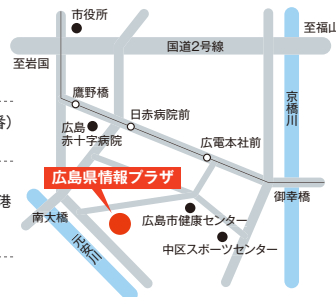 市役所
至福山
国道2号線
至岩国
鷹野橋
京橋川
番)
広島
赤十字病院
日赤病院前
広電本社前
広島県情報プラザ
御幸橋
港
南大橋
元安川
広島市健康センター
中区スポーツセンター